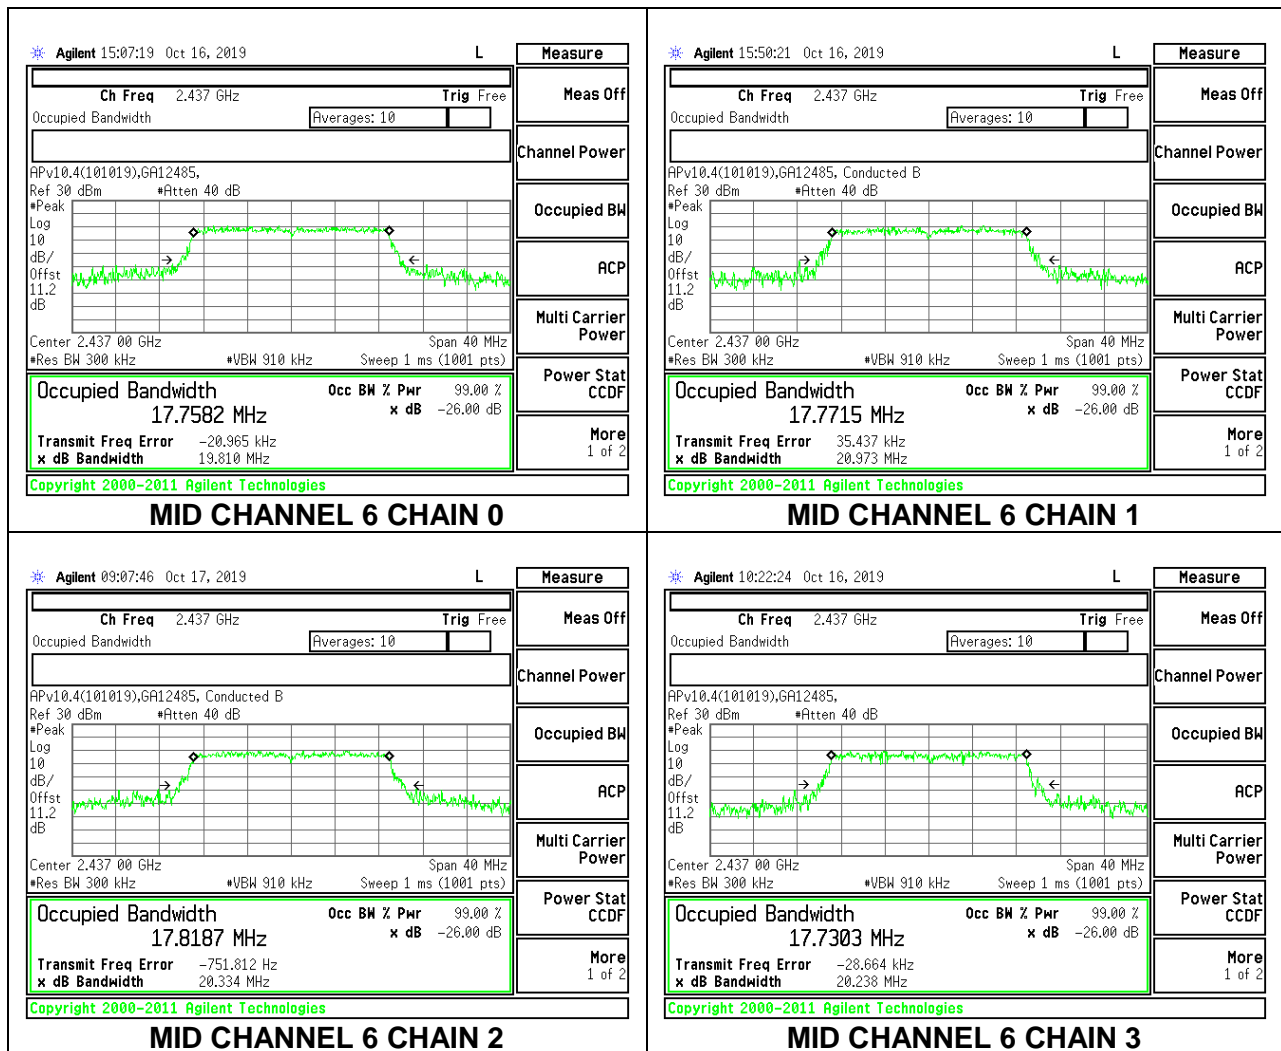 Agilent 15:07:19 Oct 16, 2019 L
Measure
Ch Freq 2.437 GHz Trig Free
Occupied Bandwidth Averages: 10
APv10.4(101019),GA12485,
Ref 30 dBm #Atten 40 dB
#Peak
Log
10
dB/
Offst
11.2
dB
Center 2.437 00 GHz Span 40 MHz
#Res BW 300 kHz #VBW 910 kHz Sweep 1 ms (1001 pts)
Occupied Bandwidth Occ BW % Pwr 99.00 %
17.7582 MHz x dB -26.00 dB
Transmit Freq Error -20.965 kHz
x dB Bandwidth 19.810 MHz
Copyright 2000-2011 Agilent Technologies
Meas Off
Channel Power
Occupied BW
ACP
Multi Carrier
Power
Power Stat
CCDF
More
1 of 2
MID CHANNEL 6 CHAIN 0
Agilent 15:50:21 Oct 16, 2019 L
Measure
Ch Freq 2.437 GHz Trig Free
Occupied Bandwidth Averages: 10
APv10.4(101019),GA12485, Conducted B
Ref 30 dBm #Atten 40 dB
#Peak
Log
10
dB/
Offst
11.2
dB
Center 2.437 00 GHz Span 40 MHz
#Res BW 300 kHz #VBW 910 kHz Sweep 1 ms (1001 pts)
Occupied Bandwidth Occ BW % Pwr 99.00 %
17.7715 MHz x dB -26.00 dB
Transmit Freq Error 35.437 kHz
x dB Bandwidth 20.973 MHz
Copyright 2000-2011 Agilent Technologies
Meas Off
Channel Power
Occupied BW
ACP
Multi Carrier
Power
Power Stat
CCDF
More
1 of 2
MID CHANNEL 6 CHAIN 1
Agilent 09:07:46 Oct 17, 2019 L
Measure
Ch Freq 2.437 GHz Trig Free
Occupied Bandwidth Averages: 10
APv10.4(101019),GA12485, Conducted B
Ref 30 dBm #Atten 40 dB
#Peak
Log
10
dB/
Offst
11.2
dB
Center 2.437 00 GHz Span 40 MHz
#Res BW 300 kHz #VBW 910 kHz Sweep 1 ms (1001 pts)
Occupied Bandwidth Occ BW % Pwr 99.00 %
17.8187 MHz x dB -26.00 dB
Transmit Freq Error -751.812 Hz
x dB Bandwidth 20.334 MHz
Copyright 2000-2011 Agilent Technologies
Meas Off
Channel Power
Occupied BW
ACP
Multi Carrier
Power
Power Stat
CCDF
More
1 of 2
MID CHANNEL 6 CHAIN 2
Agilent 10:22:24 Oct 16, 2019 L
Measure
Ch Freq 2.437 GHz Trig Free
Occupied Bandwidth Averages: 10
APv10.4(101019),GA12485,
Ref 30 dBm #Atten 40 dB
#Peak
Log
10
dB/
Offst
11.2
dB
Center 2.437 00 GHz Span 40 MHz
#Res BW 300 kHz #VBW 910 kHz Sweep 1 ms (1001 pts)
Occupied Bandwidth Occ BW % Pwr 99.00 %
17.7303 MHz x dB -26.00 dB
Transmit Freq Error -28.664 kHz
x dB Bandwidth 20.238 MHz
Copyright 2000-2011 Agilent Technologies
Meas Off
Channel Power
Occupied BW
ACP
Multi Carrier
Power
Power Stat
CCDF
More
1 of 2
MID CHANNEL 6 CHAIN 3